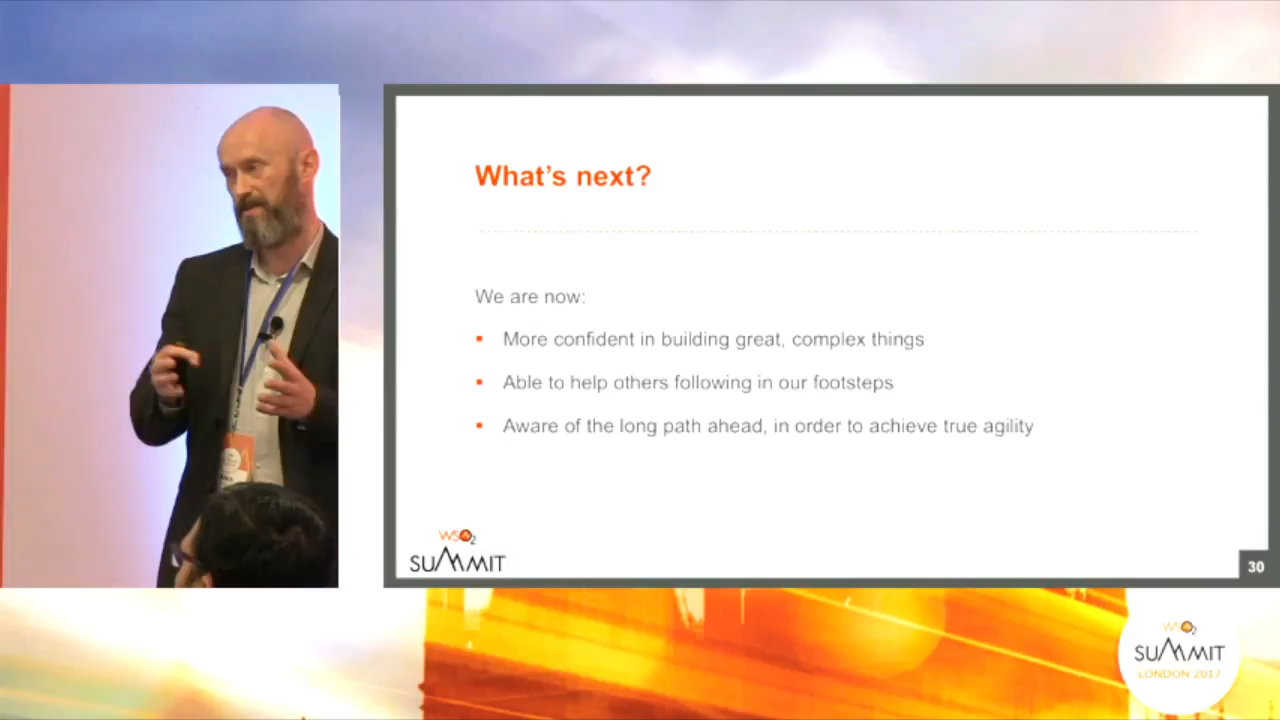 What's next?
We are now:
▪ More confident in building great, complex things
▪ Able to help others following in our footsteps
▪ Aware of the long path ahead, in order to achieve true agility
WSO2
SUMMIT
30
WSO2
SUMMIT
LONDON 2017